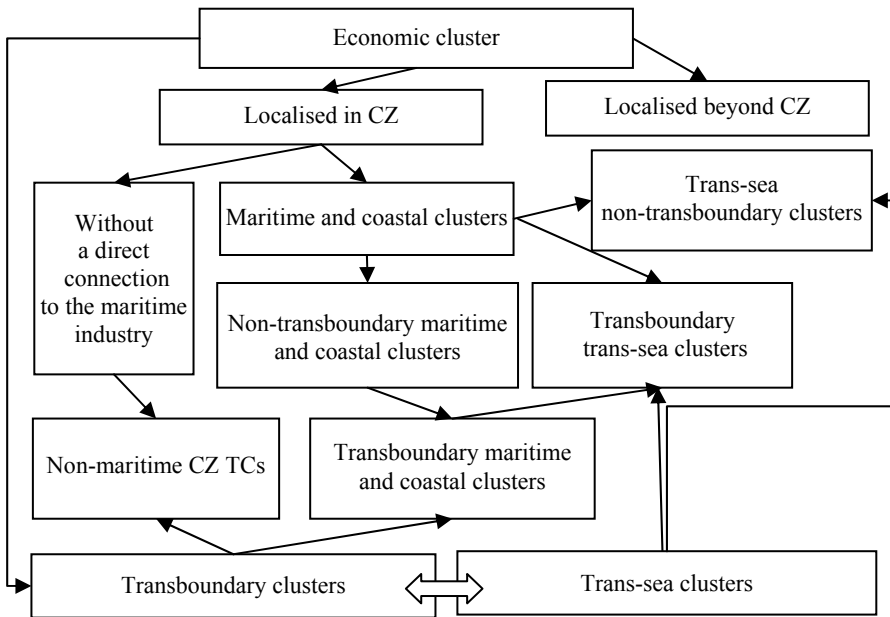 Economic cluster
Localised in CZ
Localised beyond CZ
Without
a direct
connection
to the maritime
industry
Maritime and coastal clusters
Trans-sea
non-transboundary clusters
Non-transboundary maritime
and coastal clusters
Transboundary
trans-sea clusters
Non-maritime CZ TCs
Transboundary maritime
and coastal clusters
Transboundary clusters
Trans-sea clusters